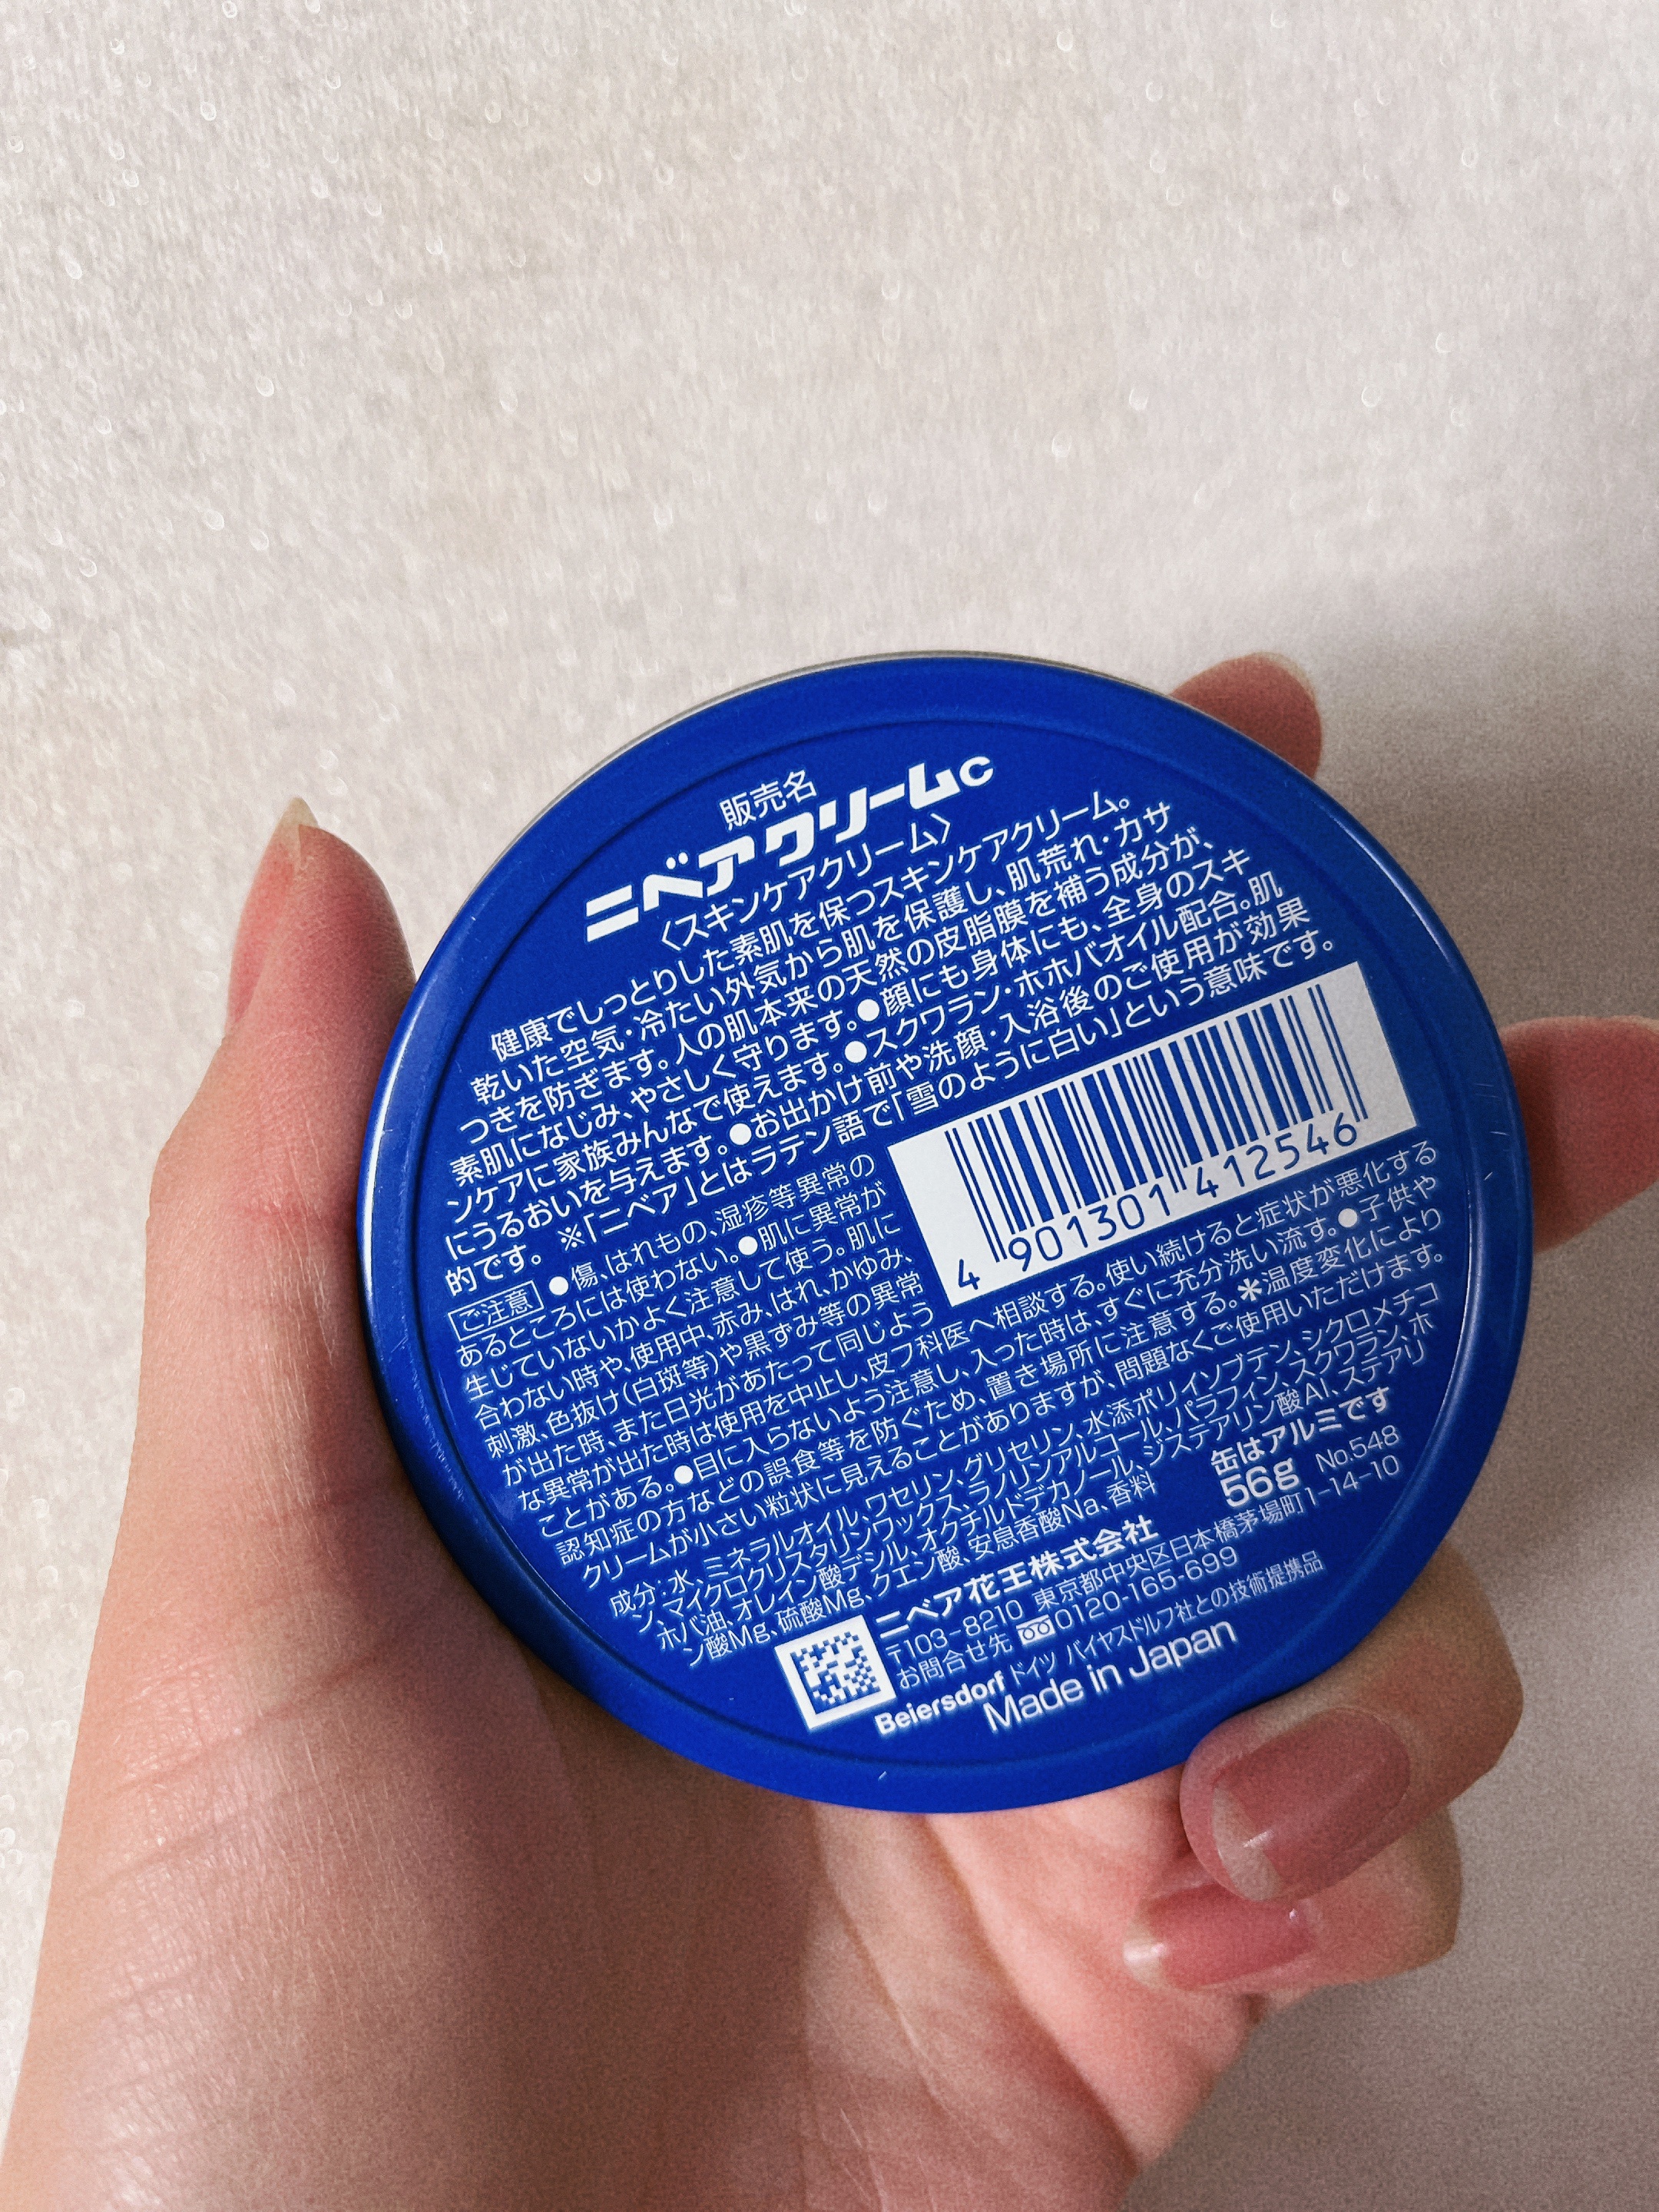 販売名
ニベアクリームc
〈スキンケアクリーム〉
健康でしっとりした素肌を保つスキンケアクリーム。
乾いた空気・冷たい外気から肌を保護し、肌荒れ・カサ
つきを防ぎます。人の肌本来の天然の皮脂膜を補う成分が、
素肌になじみ、やさしく守ります。●顔にも身体にも、全身のスキ
ンケアに家族みんなで使えます。●スクワラン・ホホバオイル配合。肌
にうるおいを与えます。●お出かけ前や洗顔・入浴後のご使用が効果
的です。※「ニベア」とはラテン語で「雪のように白い」という意味です。
ご注意 ●傷、はれもの、湿疹等異常の
あるところには使わない。●肌に異常が
生じていないかよく注意して使う。肌に
合わない時や、使用中、赤み、はれ、かゆみ、
刺激、色抜け(白斑等)や黒ずみ等の異常
が出た時、また日光があたって同じよう
な異常が出た時は使用を中止し、皮フ科医へ相談する。使い続けると症状が悪化する
ことがある。●目に入らないよう注意し、入った時は、すぐに充分洗い流す。●子供や
認知症の方などの誤食等を防ぐため、置き場所に注意する。＊温度変化により
クリームが小さい粒状に見えることがありますが、問題なくご使用いただけます。
4 901301 412546
成分:水、ミネラルオイル、ワセリン、グリセリン、水添ポリイソブテン、シクロメチコ
ン、マイクロクリスタリンワックス、ラノリンアルコール、パラフィン、スクワラン、ホ
ホバ油、オレイン酸デシル、オクチルドデカノール、ジステアリン酸Al、ステアリ
ン酸Mg、硫酸Mg、クエン酸、安息香酸Na、香料
缶はアルミです
56g No.548
ニベア花王株式会社
〒103-8210 東京都中央区日本橋茅場町1-14-10
お問合せ先 0120-165-699
Beiersdorf ドイツ バイヤスドルフ社との技術提携品
Made in Japan